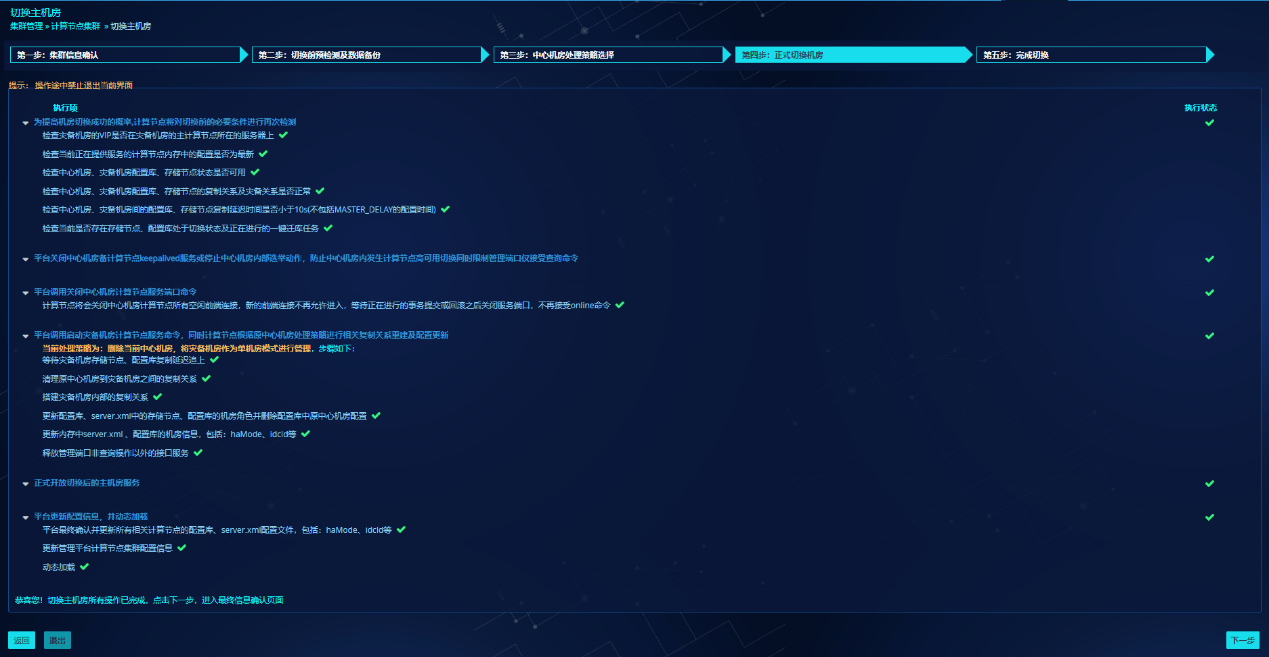 切换主机房
集群管理 » 计算节点集群 » 切换主机房
第一步：集群信息确认
第二步：切换前预检测及数据备份
第三步：中心机房处理策略选择
第四步：正式切换机房
第五步：完成切换
提示： 操作途中禁止退出当前界面
执行项
执行状态
为提高机房切换成功的概率,计算节点将对切换前的必要条件进行再次检测
检查灾备机房的VIP是否在灾备机房的主计算节点所在的服务器上
检查当前正在提供服务的计算节点内存中的配置是否为最新
检查中心机房、灾备机房配置库、存储节点状态是否可用
检查中心机房、灾备机房配置库、存储节点的复制关系及灾备关系是否正常
检查中心机房、灾备机房间的配置库、存储节点复制延迟时间是否小于10s(不包括MASTER_DELAY的配置时间)
检查当前是否存在存储节点、配置库处于切换状态及正在进行的一键迁库任务
平台关闭中心机房备计算节点keepalived服务或停止中心机房内部选举动作，防止中心机房内发生计算节点高可用切换同时限制管理端口仅接受查询命令
平台调用关闭中心机房计算节点服务端口命令
计算节点将会关闭中心机房计算节点所有空闲前端连接，新的前端连接不再允许进入，等待正在进行的事务提交或回滚之后关闭服务端口，不再接受online命令
平台调用启动灾备机房计算节点服务命令，同时计算节点根据原中心机房处理策略进行相关复制关系重建及配置更新
当前处理策略为：删除当前中心机房，将灾备机房作为单机房模式进行管理，步骤如下：
等待灾备机房存储节点、配置库复制延迟追上
清理原中心机房到灾备机房之间的复制关系
搭建灾备机房内部的复制关系
更新配置库、server.xml中的存储节点、配置库的机房角色并删除配置库中原中心机房配置
更新内存中server.xml 、配置库的机房信息，包括：haMode、idcId等
释放管理端口非查询操作以外的接口服务
正式开放切换后的主机房服务
平台更新配置信息，并动态加载
平台最终确认并更新所有相关计算节点的配置库、server.xml配置文件，包括：haMode、idcId等
更新管理平台计算节点集群配置信息
动态加载
恭喜您！切换主机房所有操作已完成，点击下一步，进入最终信息确认页面
返回
退出
下一步